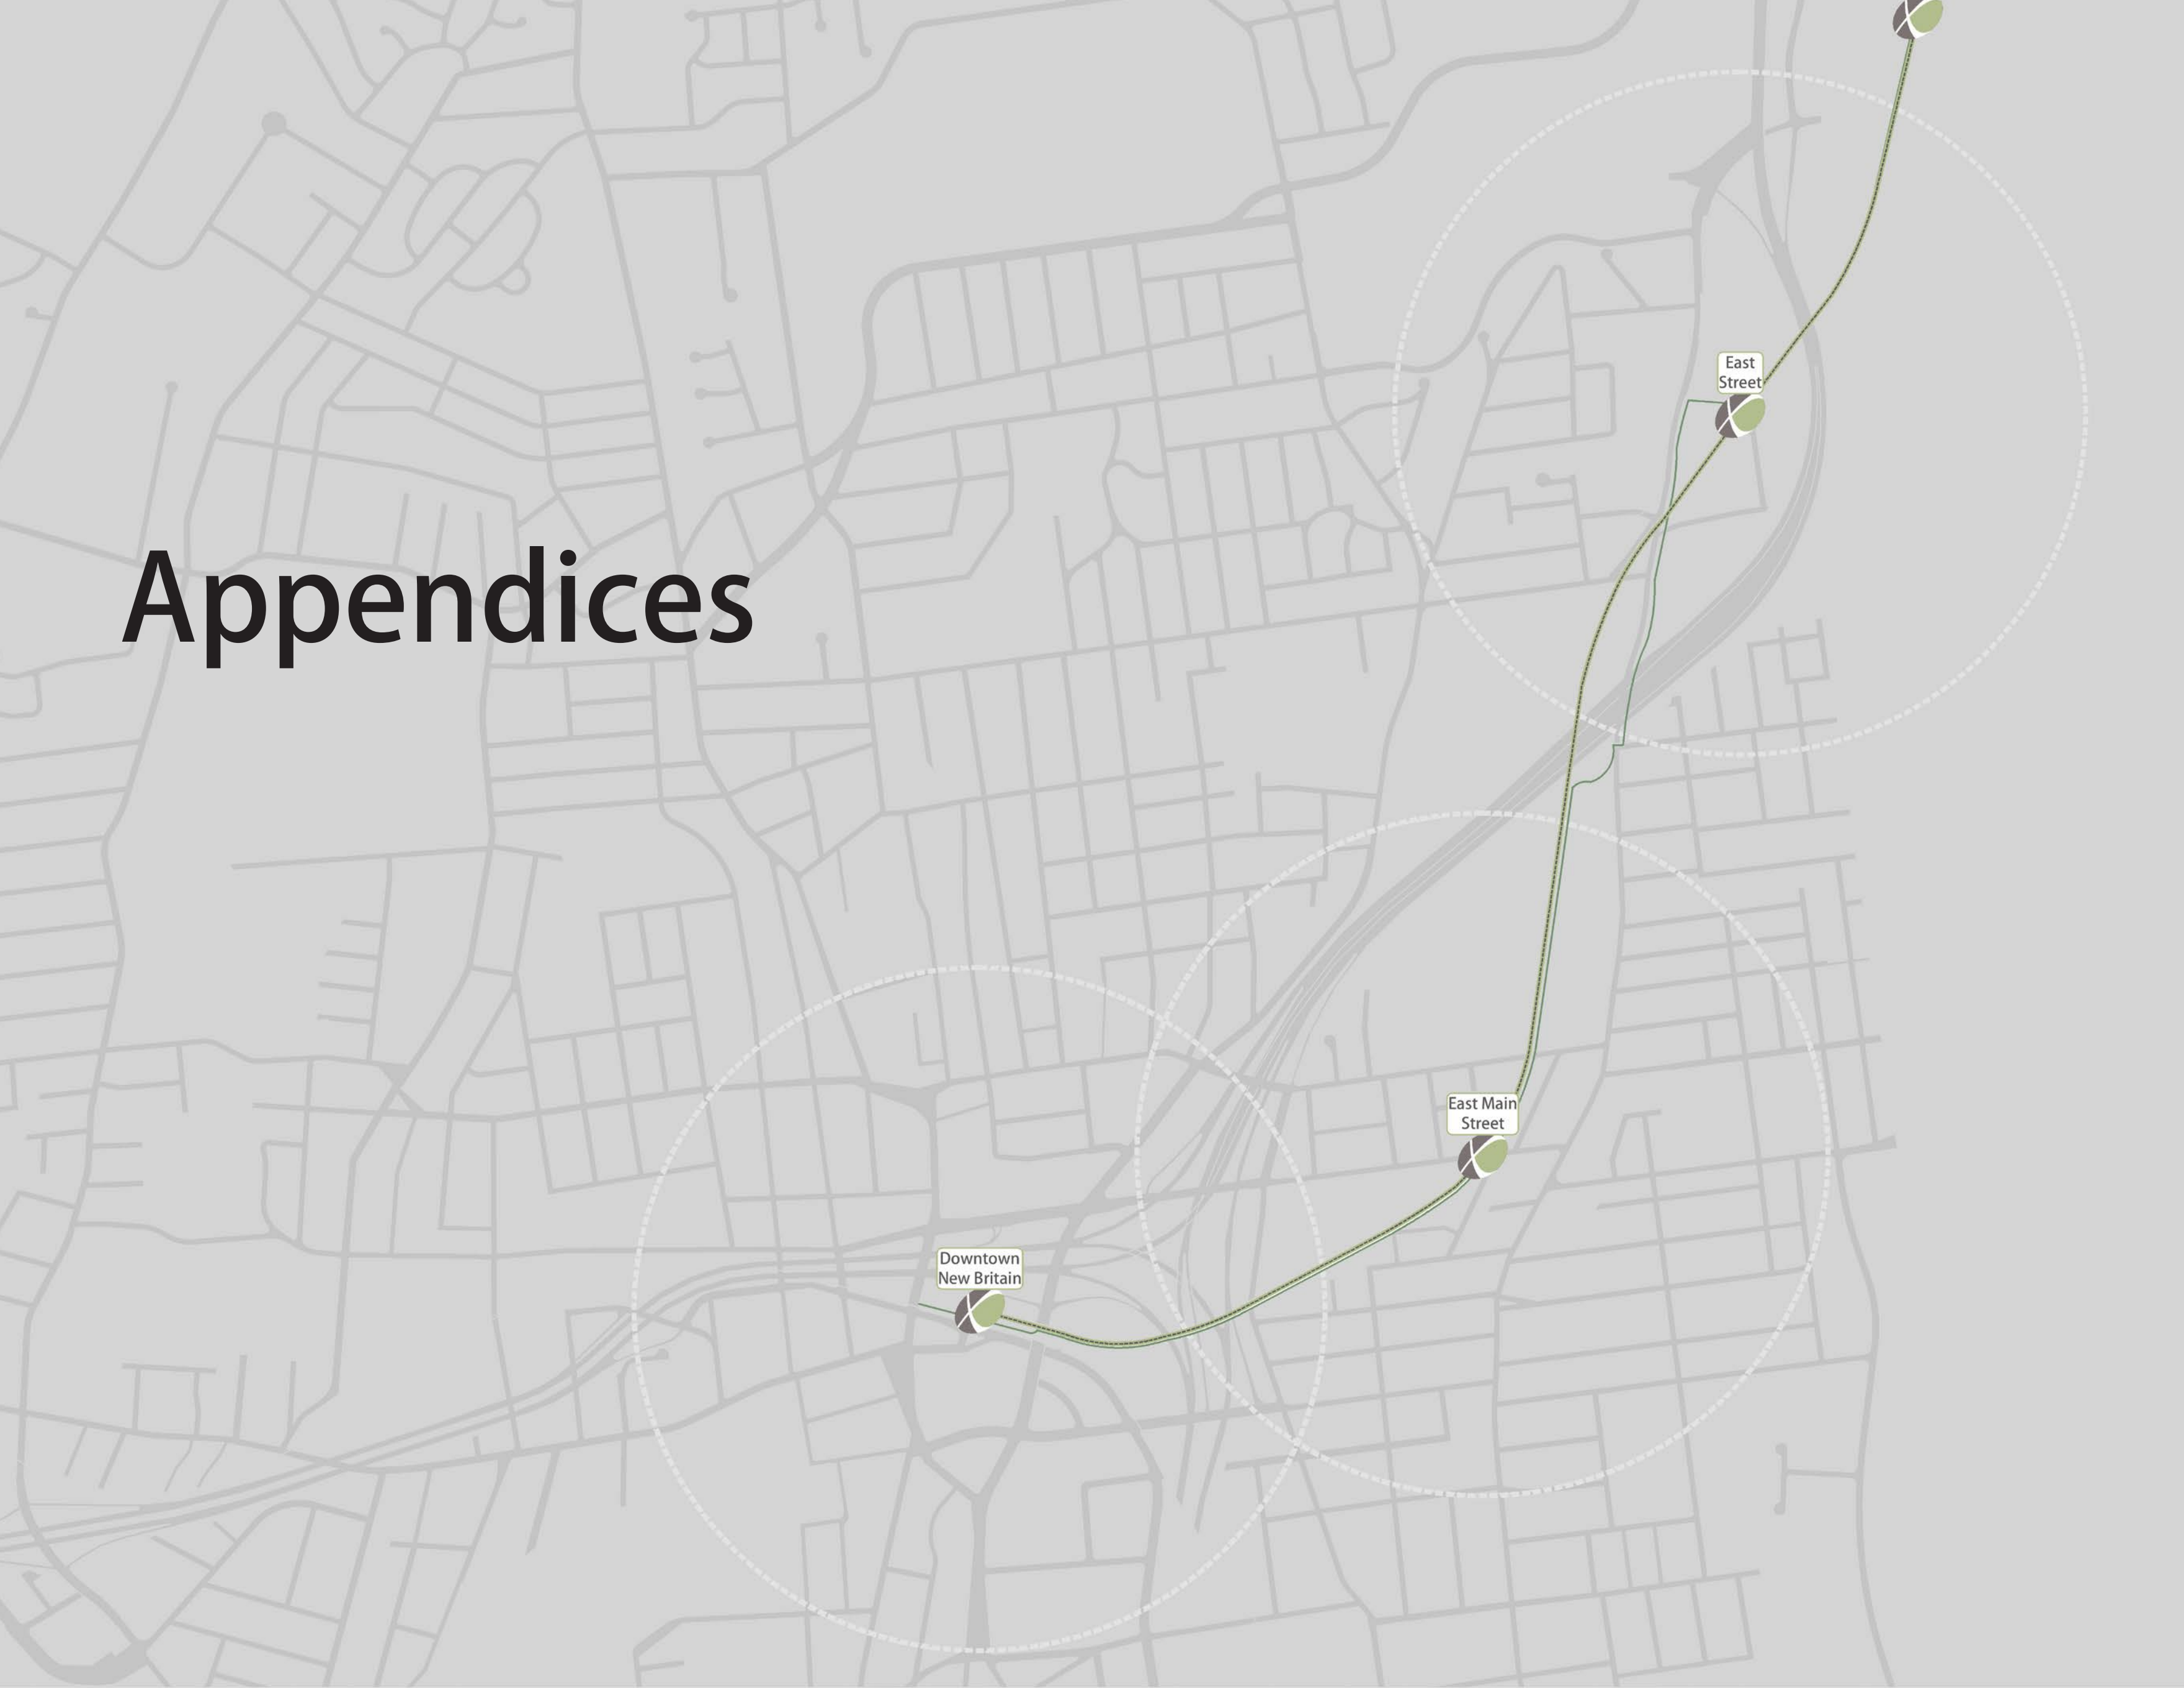 East
Street
Appendices
East Main
Street
Downtown
New Britain